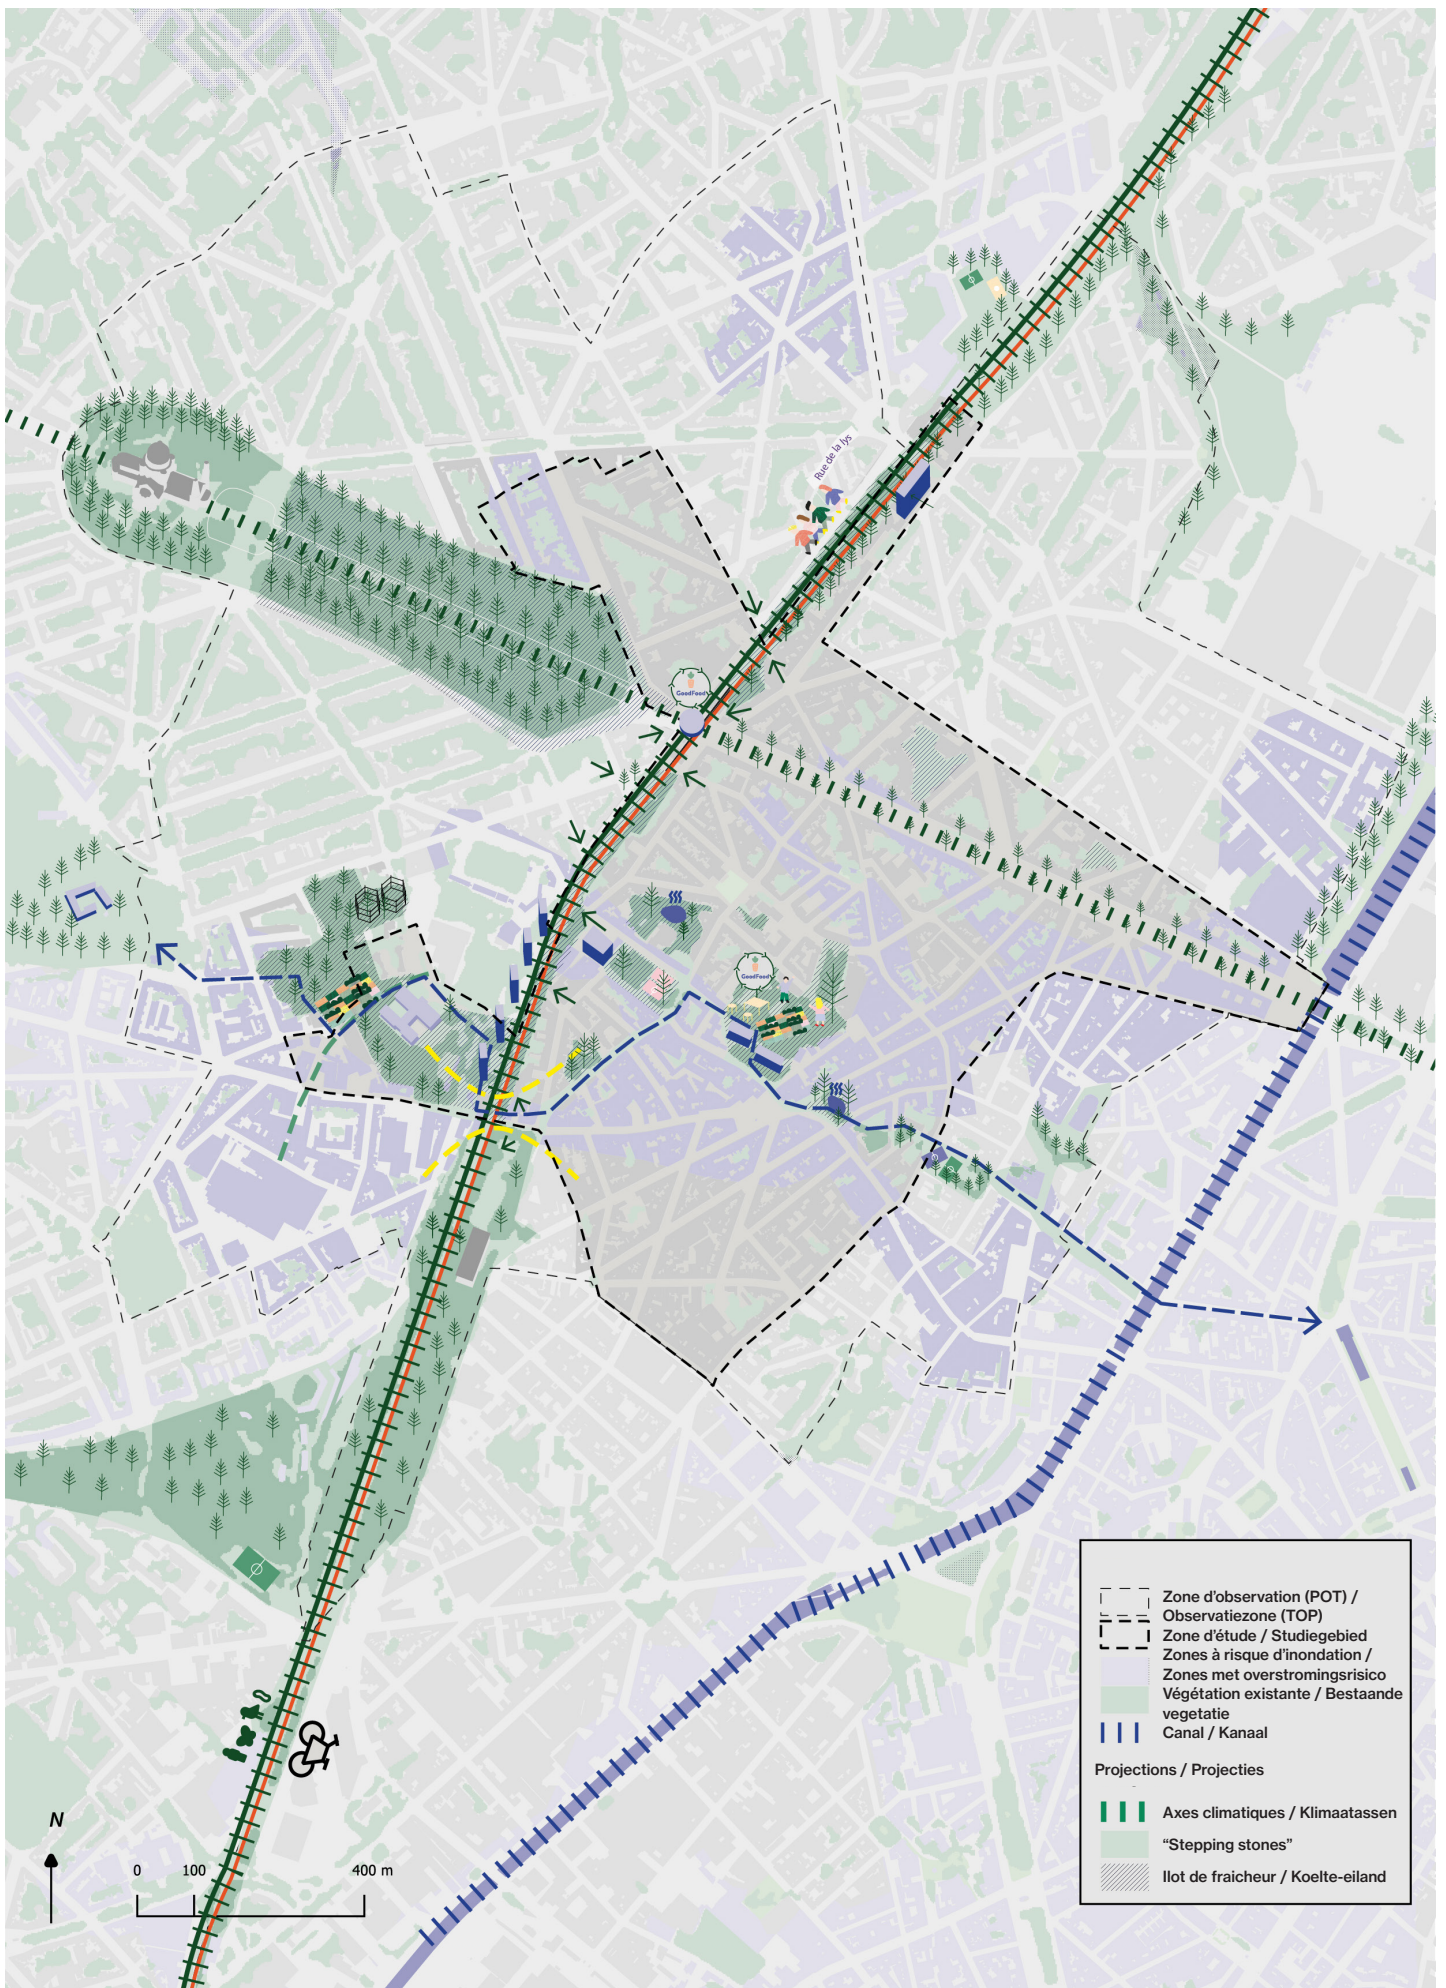 Rue de la lys
GoodFood
GoodFood
Zone d'observation (POT) /
Observatiezone (TOP)
Zone d'étude / Studiegebied
Zones à risque d'inondation /
Zones met overstromingsrisico
Végétation existante / Bestaande
vegetatie
Canal / Kanaal
Projections / Projecties
Axes climatiques / Klimaatassen
“Stepping stones”
Ilot de fraicheur / Koelte-eiland
N
0 100 400 m